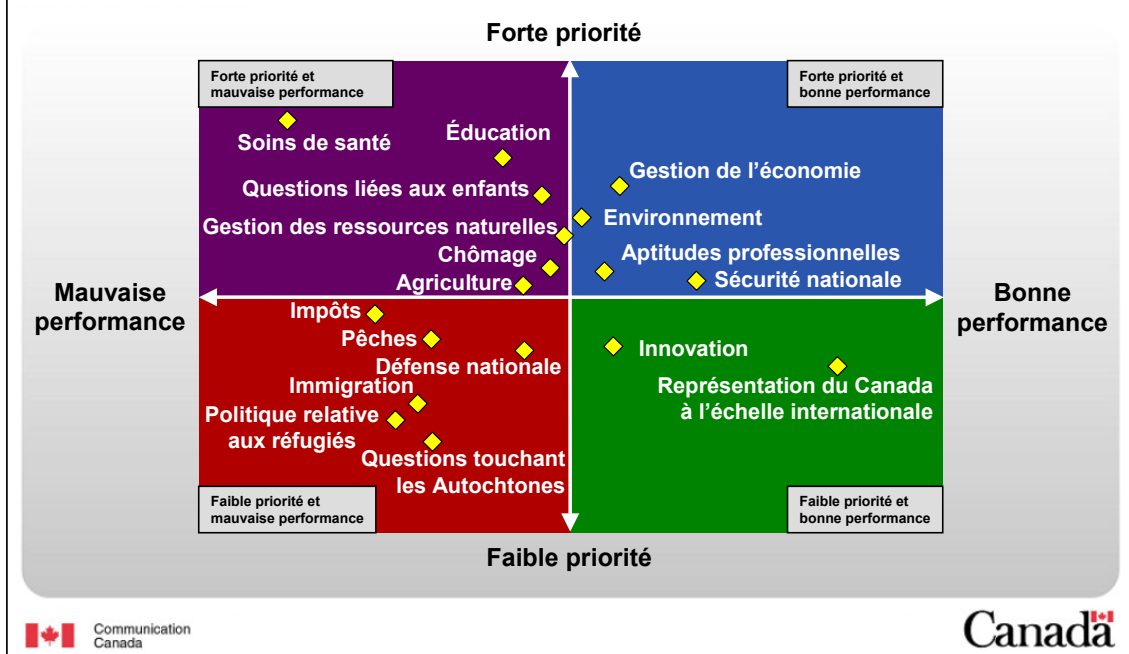 Forte priorité
Forte priorité et
mauvaise performance
Forte priorité et
bonne performance
Soins de santé
Éducation
Gestion de l’économie
Questions liées aux enfants
Environnement
Gestion des ressources naturelles
Chômage
Aptitudes professionnelles
Agriculture
Sécurité nationale
Mauvaise
performance
Bonne
performance
Impôts
Pêches
Innovation
Défense nationale
Immigration
Représentation du Canada
à l’échelle internationale
Politique relative
aux réfugiés
Questions touchant
les Autochtones
Faible priorité et
mauvaise performance
Faible priorité et
bonne performance
Faible priorité
Communication
Canada
Canada